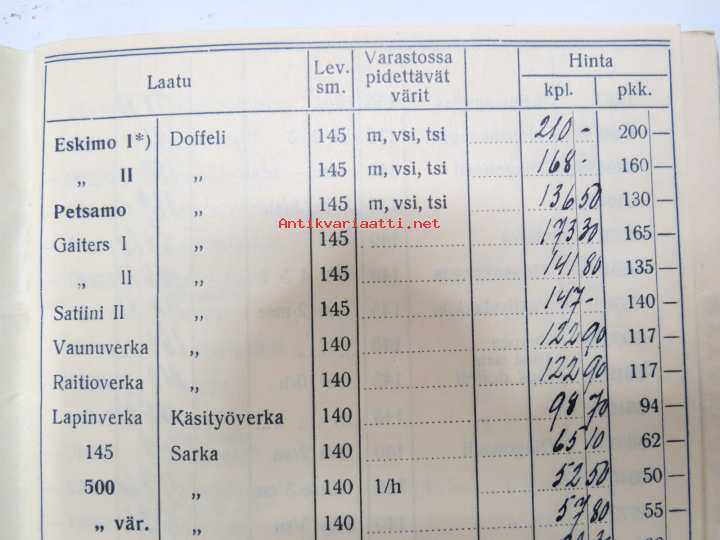 Laatu Lev. sm. Varastossa pidettävät värit Hinta kpl. pkk.
Eskimo I*) Doffeli 145 m, vsi, tsi 210 - 200 —
„ II „ 145 m, vsi, tsi 168 - 160 —
Petsamo „ 145 m, vsi, tsi 136 50 130 —
Antikvariaatti.net
Gaiters I „ 145 173 30 165 —
„ II „ 145 141 80 135 —
Satiini II „ 145 147 - 140 —
Vaunuverka „ 140 122 90 117 —
Raitioverka „ 140 122 90 117 —
Lapinverka Käsityöverka 140 98 70 94 —
145 Sarka 140 65 10 62 —
500 „ 140 1/h 52 50 50 —
„ vär. „ 140 57 80 55 —